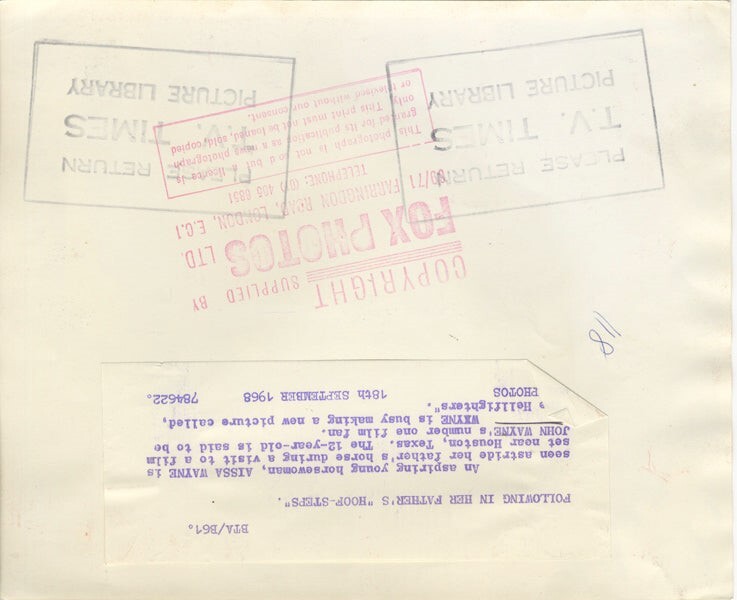 BTA/B61.
FOLLOWING IN HER FATHER'S "HOOF-STEPS".
An aspiring young horsewoman, AISSA WAYNE is
seen astride her father's horse during a visit to a film
set near Houston, Texas. The 12-year-old is said to be
JOHN WAYNE's number one film fan.
WAYNE is busy making a new picture called,
"Hellfighters".
PHOTOS 18th SEPTEMBER 1968 784622.
COPYRIGHT SUPPLIED BY
FOX PHOTOS LTD.
FARRINGDON ROAD, LONDON, E.C.1
TELEPHONE: (01) 405 6851
This photograph is not sold but a licence is
granted for its publication as a news photograph
only. This print must not be loaned, sold, copied
or televised without our consent.
PLEASE RETURN
T.V. TIMES
PICTURE LIBRARY
PLEASE RETURN
T.V. TIMES
PICTURE LIBRARY